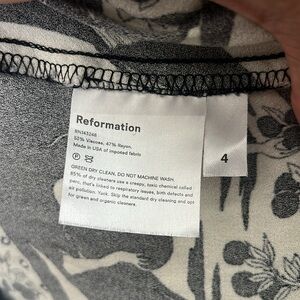 Reformation
RN143248
53% Viscose, 47% Rayon.
Made in USA of imported fabric
P
GREEN DRY CLEAN, DO NOT MACHINE WASH.
85% of dry cleaners use a creepy, toxic chemical called
perc, that's linked to respiratory issues, birth defects and
air pollution. Yuck. Skip the standard dry cleaning and opt
for green and organic cleaners.
4